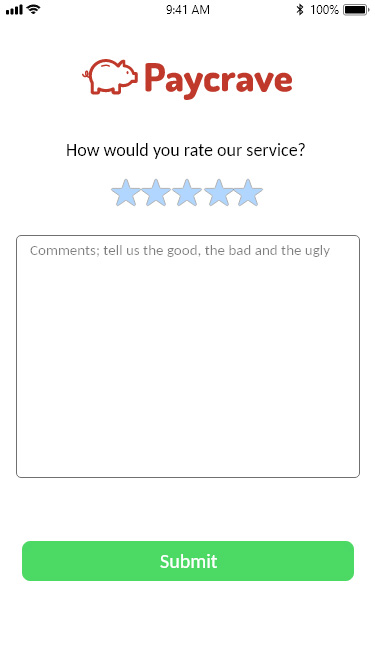 9:41 AM
100%
Paycrave
How would you rate our service?
Comments; tell us the good, the bad and the ugly
Submit